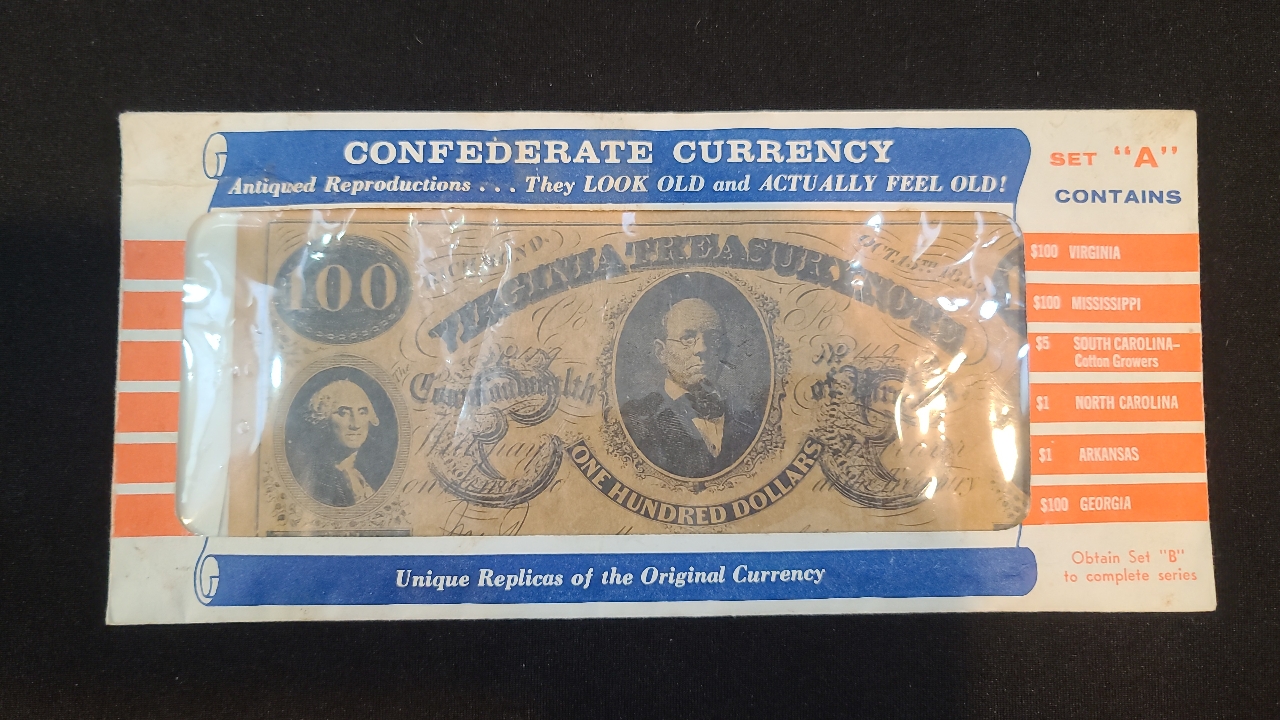 CONFEDERATE CURRENCY
Antiqued Reproductions . . . They LOOK OLD and ACTUALLY FEEL OLD!
SET "A"
CONTAINS
$100 VIRGINIA
$100 MISSISSIPPI
$5 SOUTH CAROLINA–
Cotton Growers
$1 NORTH CAROLINA
$1 ARKANSAS
$100 GEORGIA
Obtain Set "B"
to complete series
100
VIRGINIA TREASURY NOTE
Commonwealth
of
ONE HUNDRED DOLLARS
Unique Replicas of the Original Currency